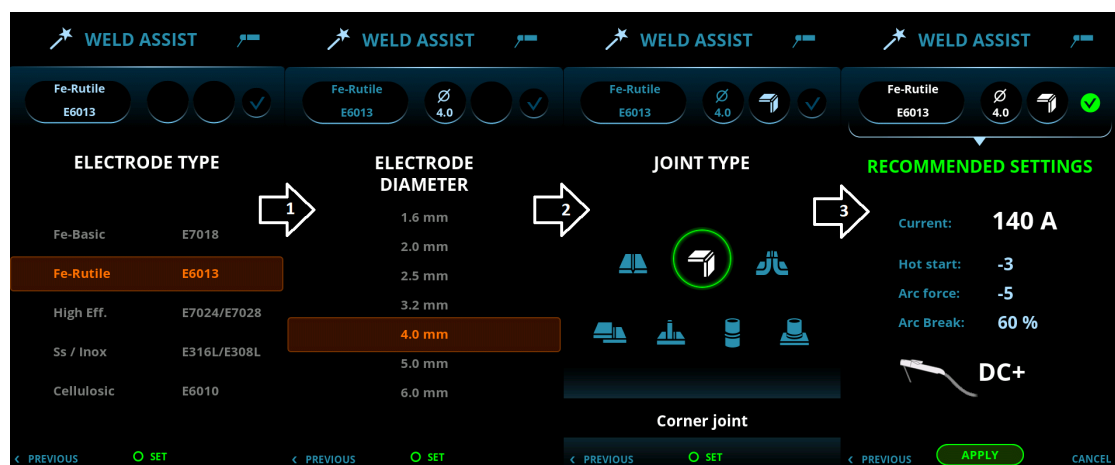 WELD ASSIST
Fe-Rutile
E6013
ELECTRODE TYPE
Fe-Basic E7018
Fe-Rutile E6013
High Eff. E7024/E7028
Ss / Inox E316L/E308L
Cellulosic E6010
< PREVIOUS SET
1
WELD ASSIST
Fe-Rutile
E6013
Ø
4.0
ELECTRODE
DIAMETER
1.6 mm
2.0 mm
2.5 mm
3.2 mm
4.0 mm
5.0 mm
6.0 mm
< PREVIOUS SET
2
WELD ASSIST
Fe-Rutile
E6013
Ø
4.0
JOINT TYPE
Corner joint
< PREVIOUS SET
3
WELD ASSIST
Fe-Rutile
E6013
Ø
4.0
RECOMMENDED SETTINGS
Current: 140 A
Hot start: -3
Arc force: -5
Arc Break: 60 %
DC+
< PREVIOUS APPLY CANCEL